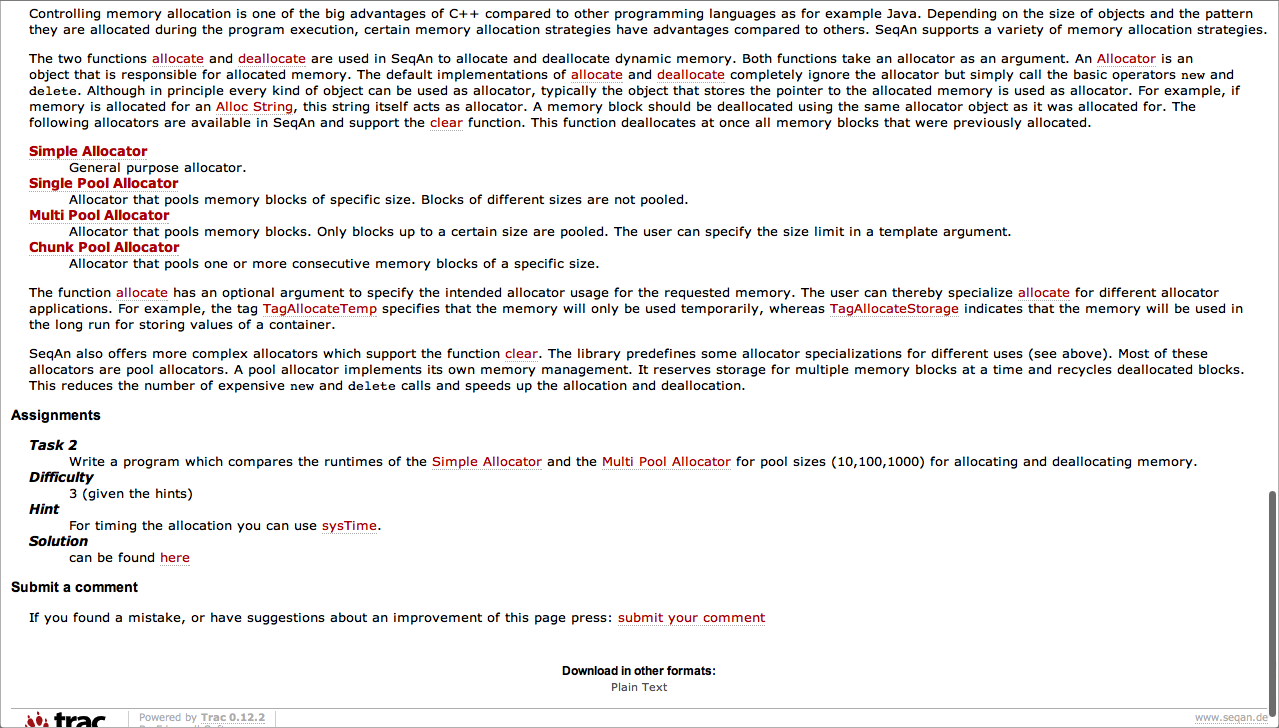 Controlling memory allocation is one of the big advantages of C++ compared to other programming languages as for example Java. Depending on the size of objects and the pattern
they are allocated during the program execution, certain memory allocation strategies have advantages compared to others. SeqAn supports a variety of memory allocation strategies.
The two functions allocate and deallocate are used in SeqAn to allocate and deallocate dynamic memory. Both functions take an allocator as an argument. An Allocator is an
object that is responsible for allocated memory. The default implementations of allocate and deallocate completely ignore the allocator but simply call the basic operators new and
delete. Although in principle every kind of object can be used as allocator, typically the object that stores the pointer to the allocated memory is used as allocator. For example, if
memory is allocated for an Alloc String, this string itself acts as allocator. A memory block should be deallocated using the same allocator object as it was allocated for. The
following allocators are available in SeqAn and support the clear function. This function deallocates at once all memory blocks that were previously allocated.
Simple Allocator
General purpose allocator.
Single Pool Allocator
Allocator that pools memory blocks of specific size. Blocks of different sizes are not pooled.
Multi Pool Allocator
Allocator that pools memory blocks. Only blocks up to a certain size are pooled. The user can specify the size limit in a template argument.
Chunk Pool Allocator
Allocator that pools one or more consecutive memory blocks of a specific size.
The function allocate has an optional argument to specify the intended allocator usage for the requested memory. The user can thereby specialize allocate for different allocator
applications. For example, the tag TagAllocateTemp specifies that the memory will only be used temporarily, whereas TagAllocateStorage indicates that the memory will be used in
the long run for storing values of a container.
SeqAn also offers more complex allocators which support the function clear. The library predefines some allocator specializations for different uses (see above). Most of these
allocators are pool allocators. A pool allocator implements its own memory management. It reserves storage for multiple memory blocks at a time and recycles deallocated blocks.
This reduces the number of expensive new and delete calls and speeds up the allocation and deallocation.
Assignments
Task 2
Write a program which compares the runtimes of the Simple Allocator and the Multi Pool Allocator for pool sizes (10,100,1000) for allocating and deallocating memory.
Difficulty
3 (given the hints)
Hint
For timing the allocation you can use sysTime.
Solution
can be found here
Submit a comment
If you found a mistake, or have suggestions about an improvement of this page press: submit your comment
Download in other formats:
Plain Text
trac
Powered by Trac 0.12.2
www.seqan.de